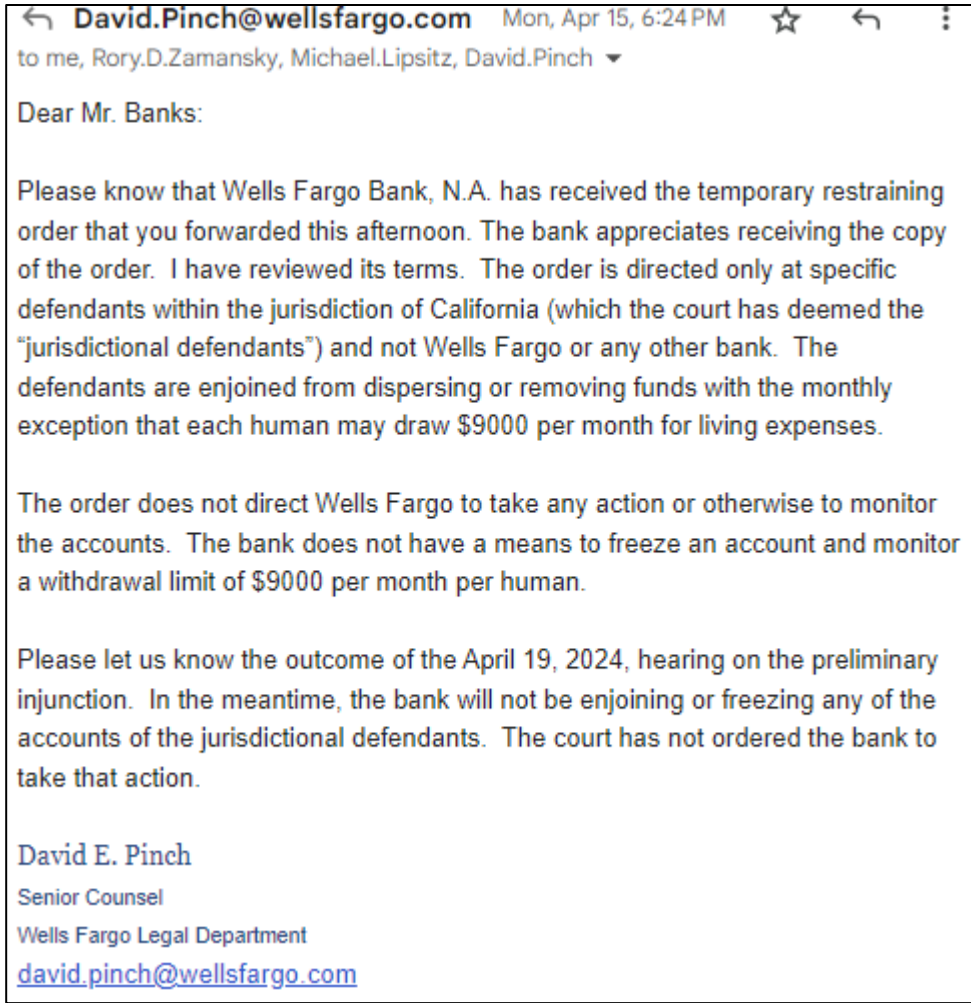 David.Pinch@wellsfargo.com Mon, Apr 15, 6:24 PM
to me, Rory.D.Zamansky, Michael.Lipsitz, David.Pinch
Dear Mr. Banks:
Please know that Wells Fargo Bank, N.A. has received the temporary restraining
order that you forwarded this afternoon. The bank appreciates receiving the copy
of the order.  I have reviewed its terms.  The order is directed only at specific
defendants within the jurisdiction of California (which the court has deemed the
“jurisdictional defendants”) and not Wells Fargo or any other bank.  The
defendants are enjoined from dispersing or removing funds with the monthly
exception that each human may draw $9000 per month for living expenses.
The order does not direct Wells Fargo to take any action or otherwise to monitor
the accounts.  The bank does not have a means to freeze an account and monitor
a withdrawal limit of $9000 per month per human.
Please let us know the outcome of the April 19, 2024, hearing on the preliminary
injunction.  In the meantime, the bank will not be enjoining or freezing any of the
accounts of the jurisdictional defendants.  The court has not ordered the bank to
take that action.
David E. Pinch
Senior Counsel
Wells Fargo Legal Department
david.pinch@wellsfargo.com